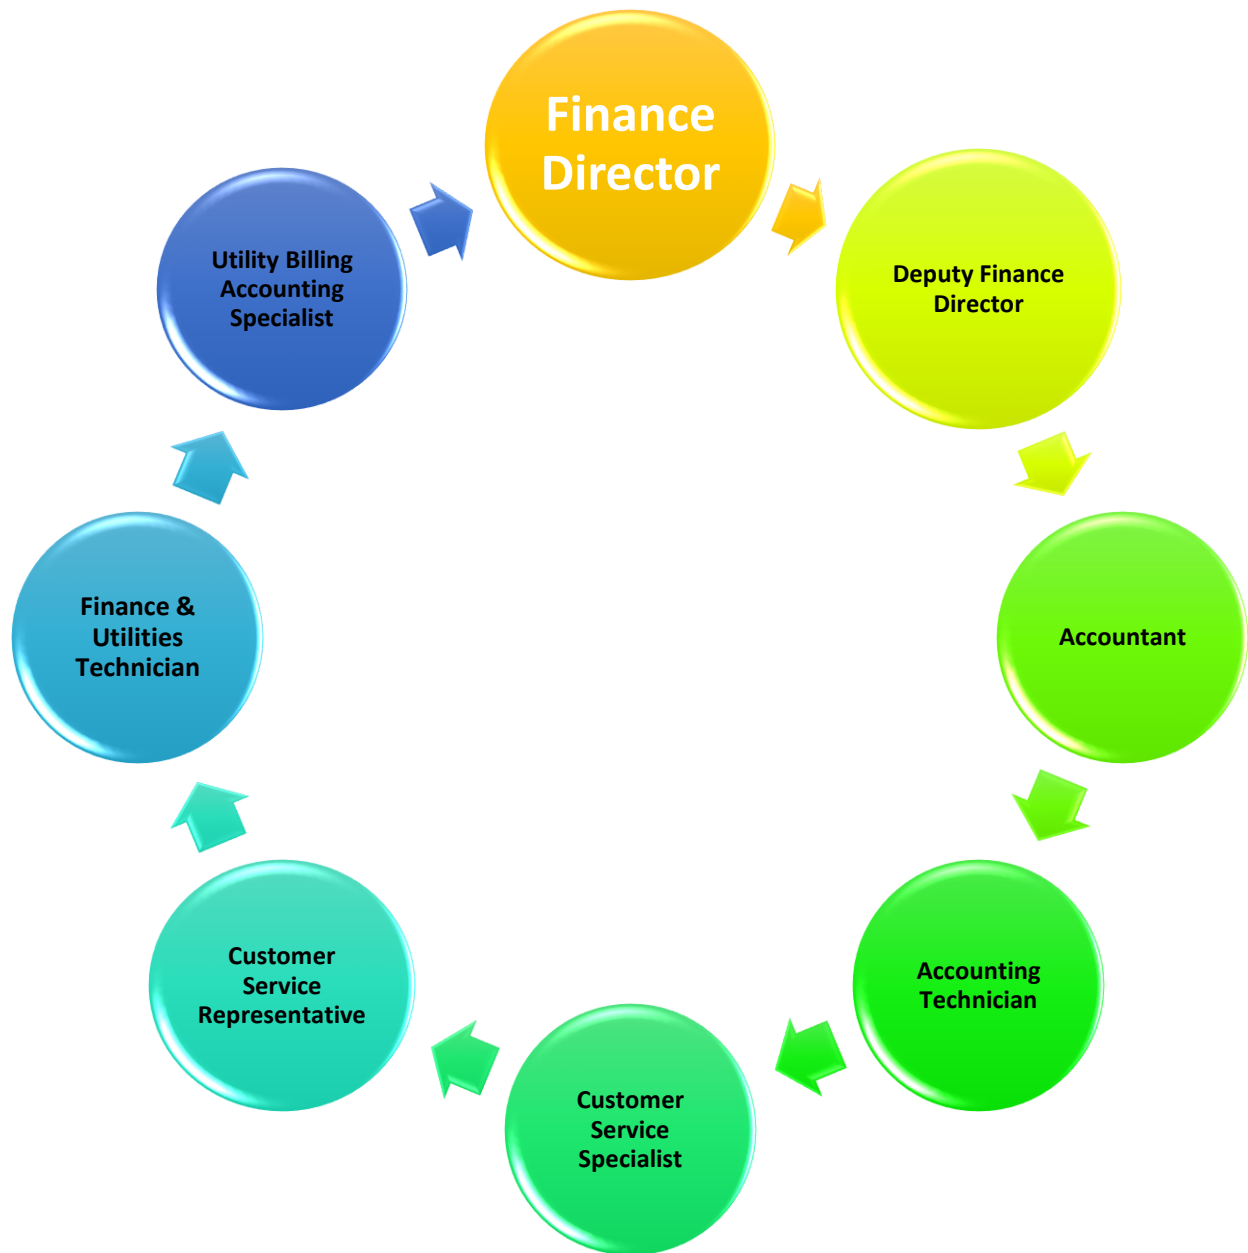 Finance
Director
Deputy Finance
Director
Accountant
Accounting
Technician
Customer
Service
Specialist
Customer
Service
Representative
Finance &
Utilities
Technician
Utility Billing
Accounting
Specialist